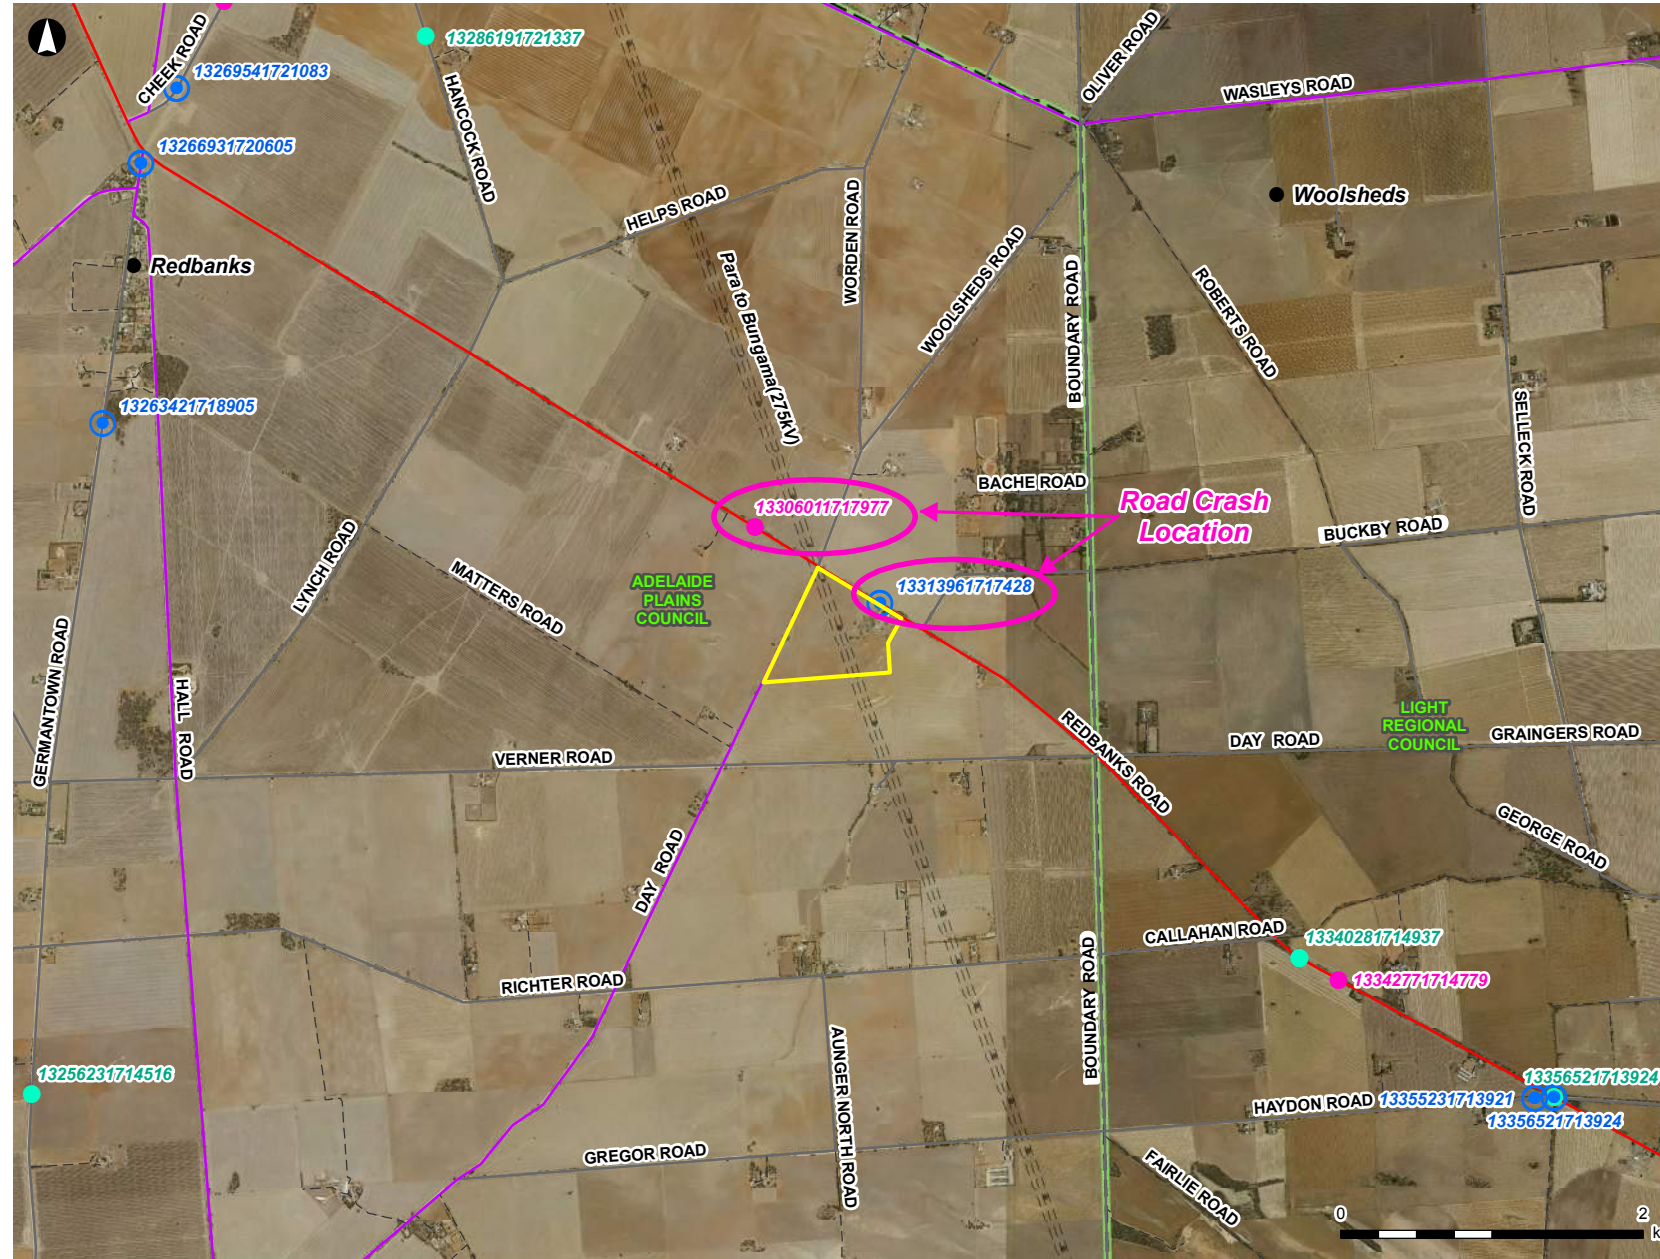 OLIVER ROAD
CHEEK ROAD
13286191721337
13269541721083
HANCOCK ROAD
WASLEYS ROAD
13266931720605
HELPS ROAD
WORDEN ROAD
Woolsheds
WOOLSHEDS ROAD
BOUNDARY ROAD
ROBERTS ROAD
Redbanks
Para to Bungama(275kV)
13263421718905
SELLECK ROAD
BACHE ROAD
13306011717977
Road Crash
Location
BUCKBY ROAD
LYNCH ROAD
MATTERS ROAD
ADELAIDE
PLAINS
COUNCIL
13313961717428
GERMANTOWN ROAD
HALL ROAD
REDBANKS ROAD
LIGHT
REGIONAL
COUNCIL
DAY ROAD
GRAINGERS ROAD
VERNER ROAD
GEORGE ROAD
DAY ROAD
CALLAHAN ROAD
13340281714937
BOUNDARY ROAD
RICHTER ROAD
13342771714779
AUNGER NORTH ROAD
13256231714516
13356521713924
HAYDON ROAD
13355231713921
13356521713924
GREGOR ROAD
FAIRLIE ROAD
0
2
k